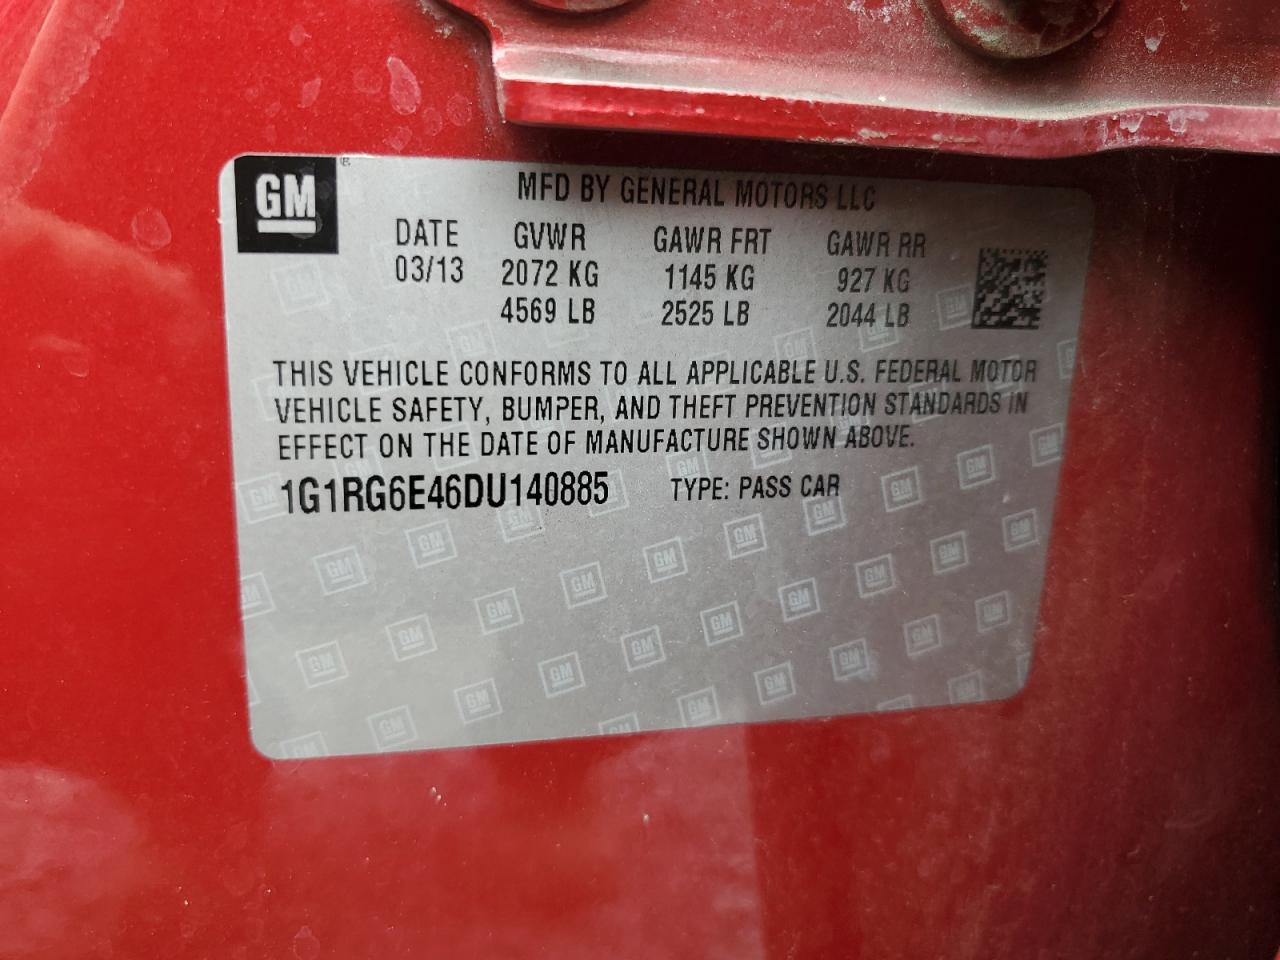 GM
MFD BY GENERAL MOTORS LLC
DATE GVWR GAWR FRT GAWR RR
03/13 2072 KG 1145 KG 927 KG
4569 LB 2525 LB 2044 LB
THIS VEHICLE CONFORMS TO ALL APPLICABLE U.S. FEDERAL MOTOR
VEHICLE SAFETY, BUMPER, AND THEFT PREVENTION STANDARDS IN
EFFECT ON THE DATE OF MANUFACTURE SHOWN ABOVE.
1G1RG6E46DU140885 TYPE: PASS CAR